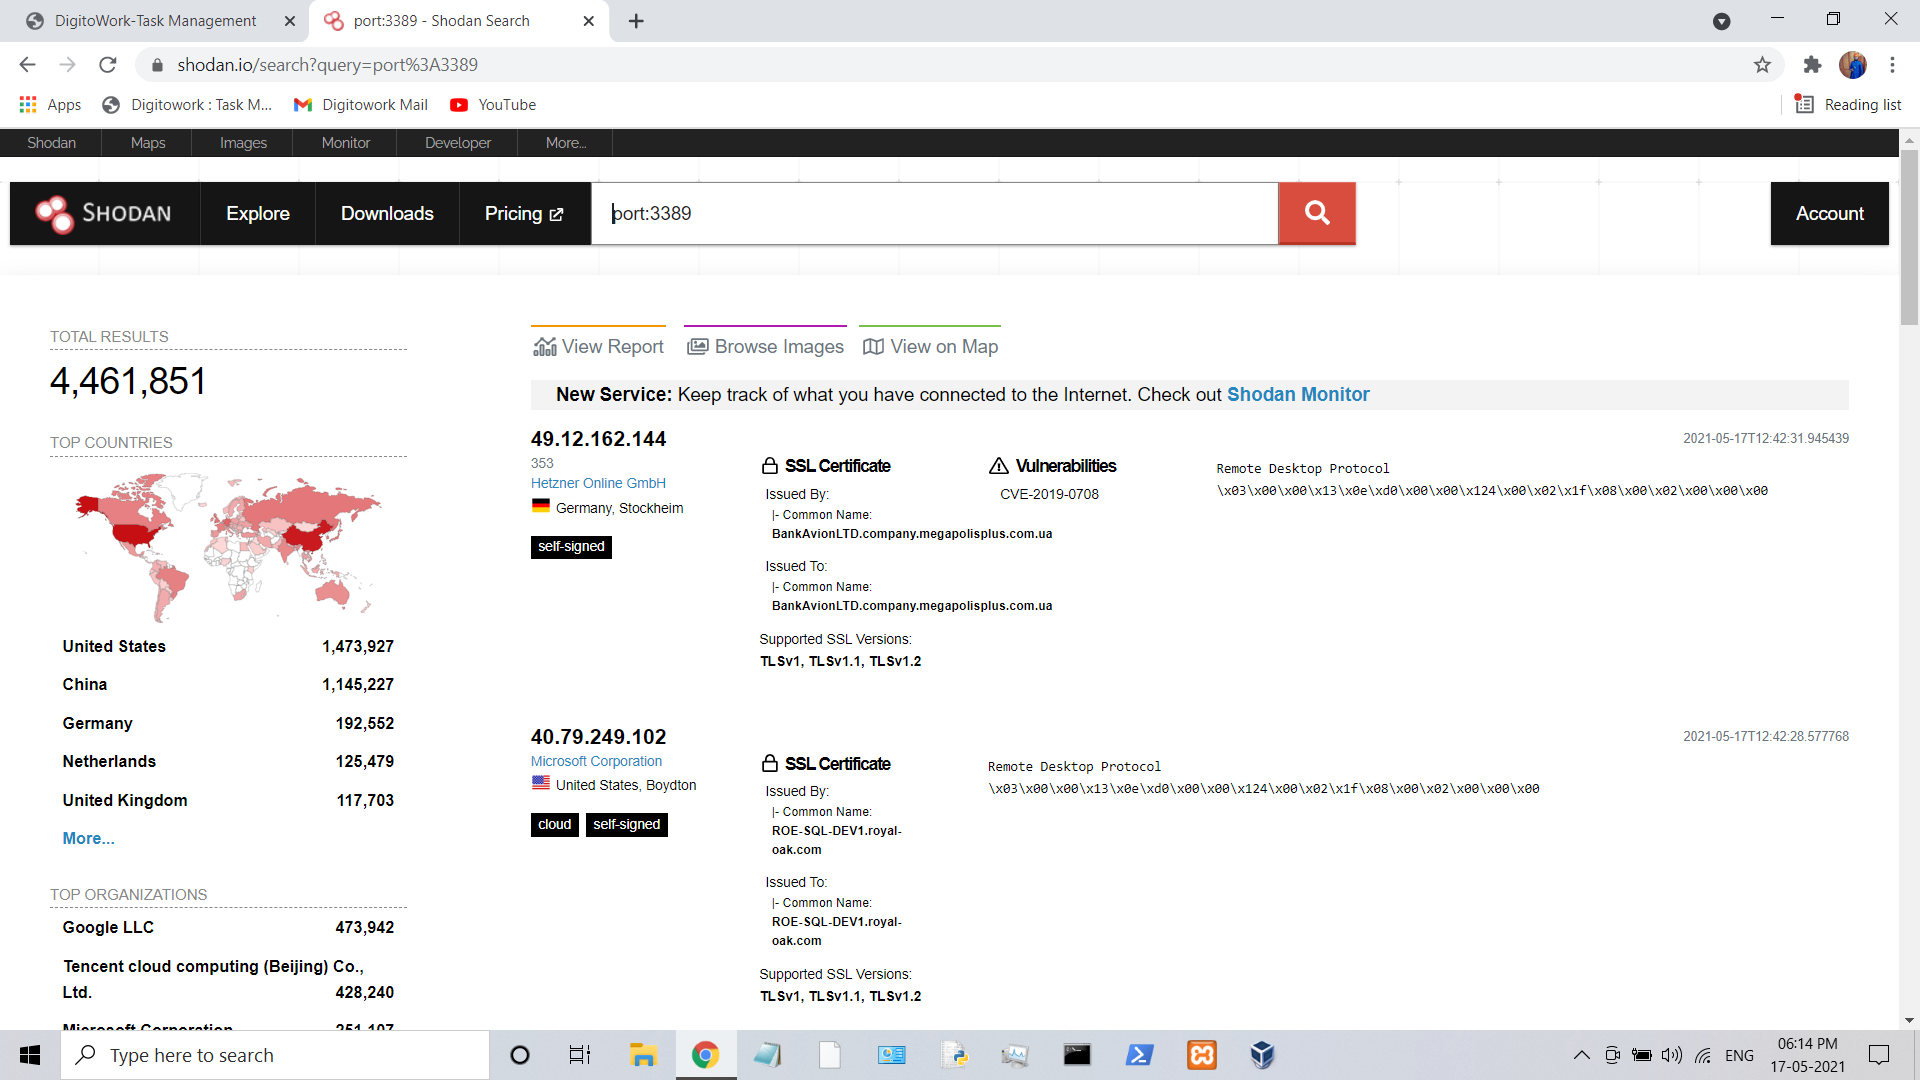 DigitoWork-Task Management
port:3389 - Shodan Search
shodan.io/search?query=port%3A3389
Apps
Digitowork : Task M...
Digitowork Mail
YouTube
Reading list
Shodan
Maps
Images
Monitor
Developer
More...
SHODAN
Explore
Downloads
Pricing
port:3389
Account
TOTAL RESULTS
4,461,851
TOP COUNTRIES
United States 1,473,927
China 1,145,227
Germany 192,552
Netherlands 125,479
United Kingdom 117,703
More...
TOP ORGANIZATIONS
Google LLC 473,942
Tencent cloud computing (Beijing) Co.,
Ltd. 428,240
Microsoft Corporation 251,107
View Report
Browse Images
View on Map
New Service: Keep track of what you have connected to the Internet. Check out Shodan Monitor
49.12.162.144
2021-05-17T12:42:31.945439
353
Hetzner Online GmbH
Germany, Stockheim
self-signed
SSL Certificate
Issued By:
|- Common Name:
BankAvionLTD.company.megapolisplus.com.ua
Issued To:
|- Common Name:
BankAvionLTD.company.megapolisplus.com.ua
Supported SSL Versions:
TLSv1, TLSv1.1, TLSv1.2
Vulnerabilities
CVE-2019-0708
Remote Desktop Protocol
\x03\x00\x00\x13\x0e\xd0\x00\x00\x124\x00\x02\x1f\x08\x00\x02\x00\x00\x00
40.79.249.102
2021-05-17T12:42:28.577768
Microsoft Corporation
United States, Boydton
cloud
self-signed
SSL Certificate
Issued By:
|- Common Name:
ROE-SQL-DEV1.royal-
oak.com
Issued To:
|- Common Name:
ROE-SQL-DEV1.royal-
oak.com
Supported SSL Versions:
TLSv1, TLSv1.1, TLSv1.2
Remote Desktop Protocol
\x03\x00\x00\x13\x0e\xd0\x00\x00\x124\x00\x02\x1f\x08\x00\x02\x00\x00\x00
Type here to search
ENG
06:14 PM
17-05-2021